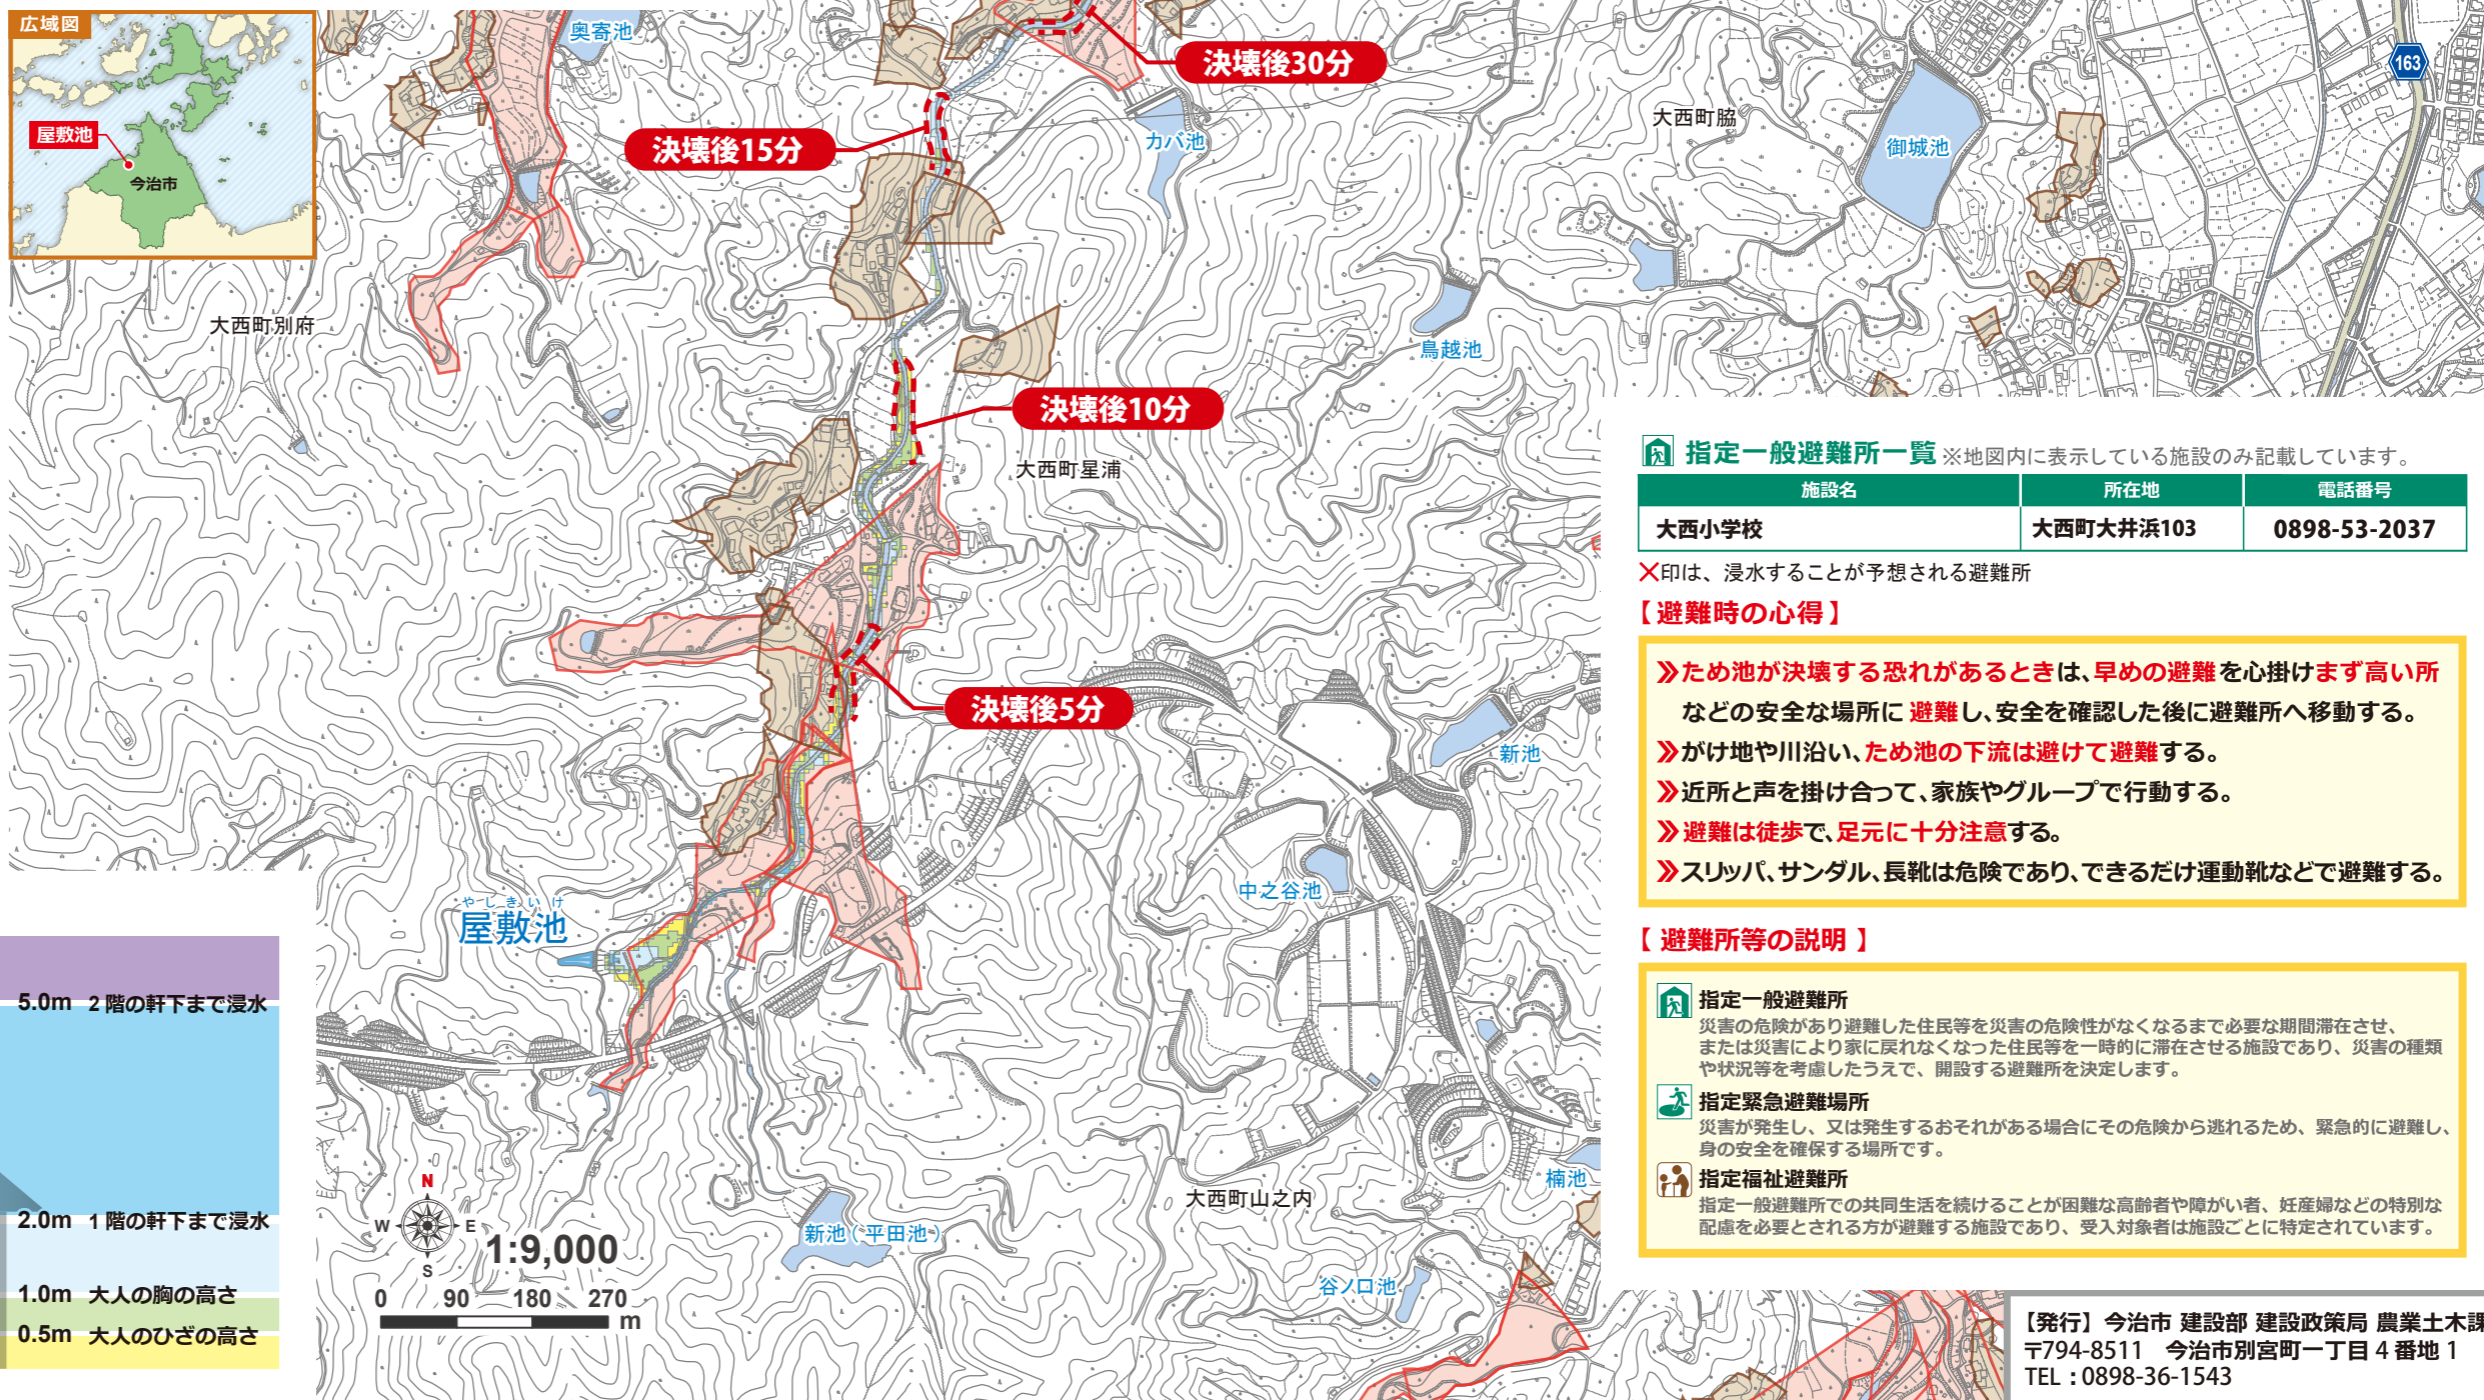 広域図
屋敷池
今治市
奥寄池
決壊後30分
163
決壊後15分
カバ池
大西町脇
御城池
大西町別府
鳥越池
決壊後10分
大西町星浦
決壊後5分
新池
中之谷池
やしきいけ
屋敷池
大西町山之内
楠池
新池（平田池）
谷ノ口池
5.0m 2階の軒下まで浸水
2.0m 1階の軒下まで浸水
1.0m 大人の胸の高さ
0.5m 大人のひざの高さ
N
W E
S
1:9,000
0 90 180 270
m
指定一般避難所一覧 ※地図内に表示している施設のみ記載しています。
施設名 所在地 電話番号
大西小学校 大西町大井浜103 0898-53-2037
×印は、浸水することが予想される避難所
【避難時の心得】
≫ため池が決壊する恐れがあるときは、早めの避難を心掛けまず高い所
などの安全な場所に避難し、安全を確認した後に避難所へ移動する。
≫がけ地や川沿い、ため池の下流は避けて避難する。
≫近所と声を掛け合って、家族やグループで行動する。
≫避難は徒歩で、足元に十分注意する。
≫スリッパ、サンダル、長靴は危険であり、できるだけ運動靴などで避難する。
【避難所等の説明】
指定一般避難所
災害の危険があり避難した住民等を災害の危険性がなくなるまで必要な期間滞在させ、
または災害により家に戻れなくなった住民等を一時的に滞在させる施設であり、災害の種類
や状況等を考慮したうえで、開設する避難所を決定します。
指定緊急避難場所
災害が発生し、又は発生するおそれがある場合にその危険から逃れるため、緊急的に避難し、
身の安全を確保する場所です。
指定福祉避難所
指定一般避難所での共同生活を続けることが困難な高齢者や障がい者、妊産婦などの特別な
配慮を必要とされる方が避難する施設であり、受入対象者は施設ごとに特定されています。
【発行】今治市 建設部 建設政策局 農業土木課
〒794-8511 今治市別宮町一丁目4番地1
TEL：0898-36-1543